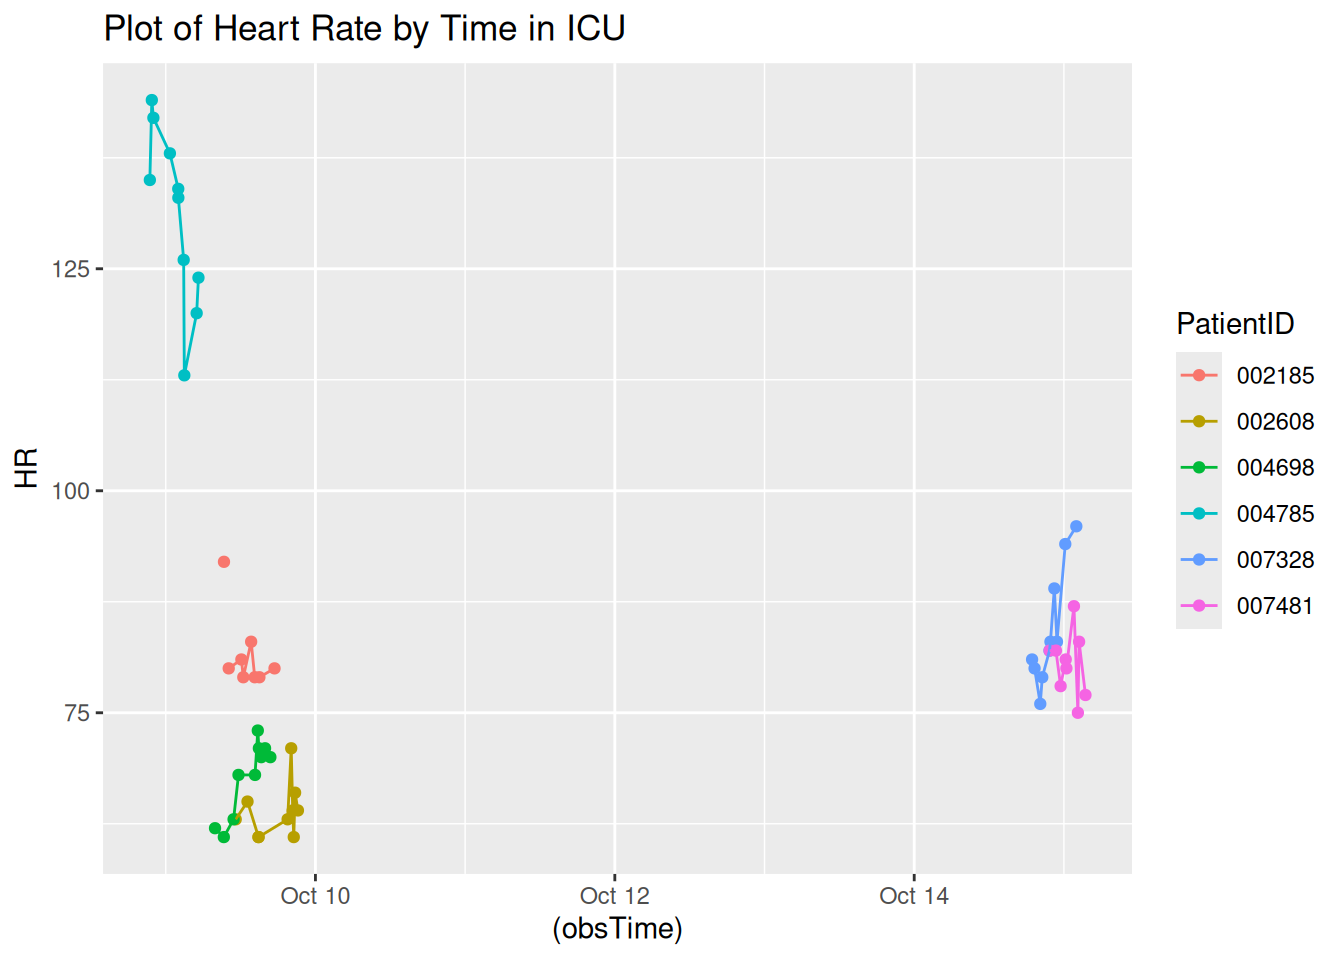 Plot of Heart Rate by Time in ICU
125
100
75
HR
Oct 10
Oct 12
Oct 14
(obsTime)
PatientID
002185
002608
004698
004785
007328
007481